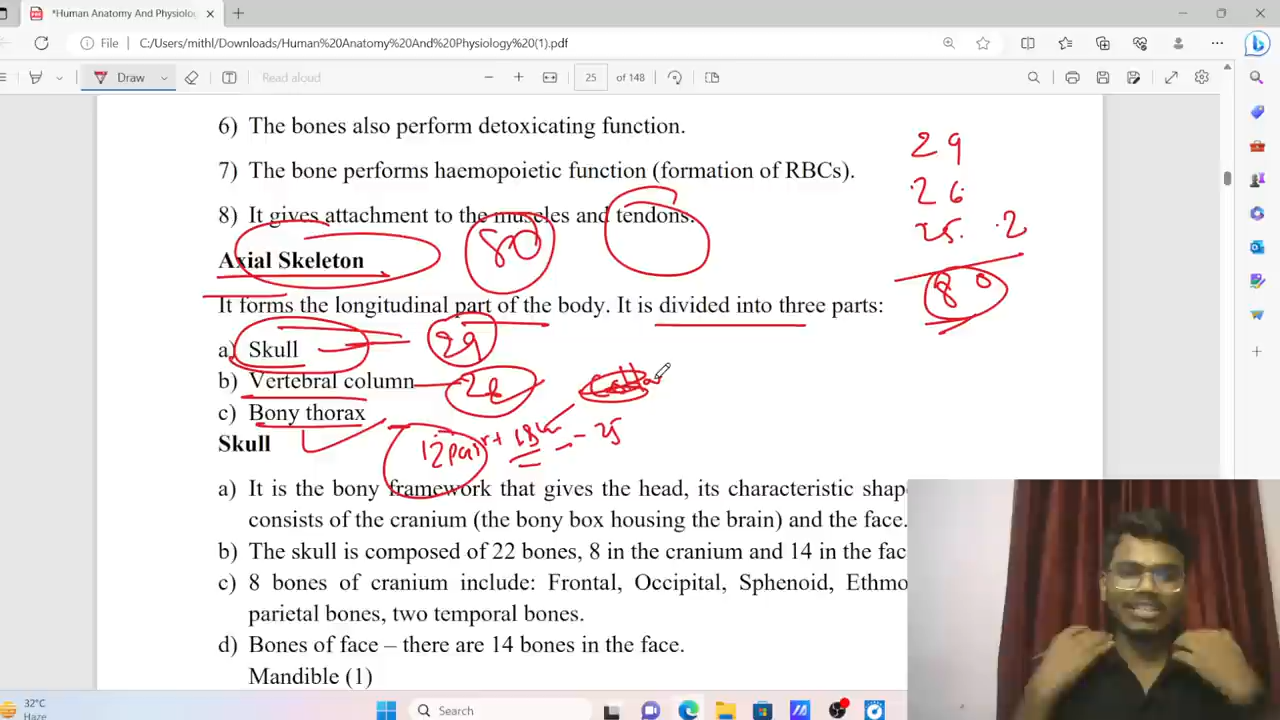 *Human Anatomy And Physiolog
File C:/Users/mithl/Downloads/Human%20Anatomy%20And%20Physiology%20(1).pdf
Draw Read aloud 25 of 148
6) The bones also perform detoxicating function.
7) The bone performs haemopoietic function (formation of RBCs).
8) It gives attachment to the muscles and tendons.
Axial Skeleton 80
It forms the longitudinal part of the body. It is divided into three parts:
29
26
25. 2
80
a) Skull 29
b) Vertebral column 26
c) Bony thorax
12 pair + 1 = 25
Skull
a) It is the bony framework that gives the head, its characteristic shap
consists of the cranium (the bony box housing the brain) and the face.
b) The skull is composed of 22 bones, 8 in the cranium and 14 in the fac
c) 8 bones of cranium include: Frontal, Occipital, Sphenoid, Ethmo
parietal bones, two temporal bones.
d) Bones of face – there are 14 bones in the face.
Mandible (1)
32°C
Haze
Search